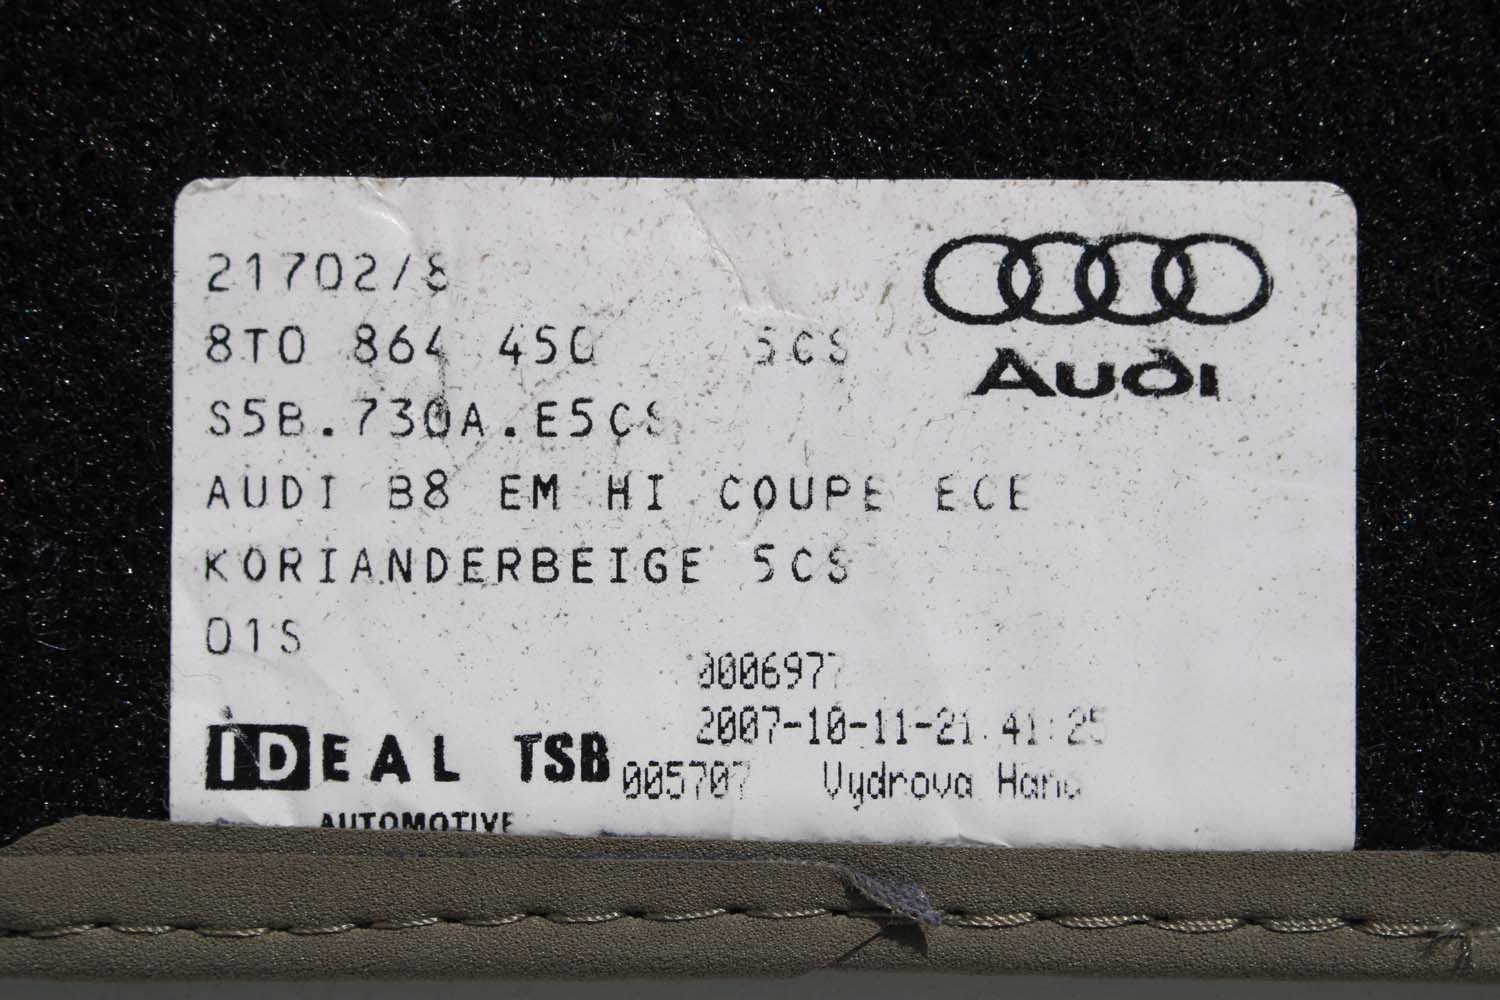 21702/8
8T0 864 450 5CS
Audi
S5B.730A.E5CS
AUDI B8 EM HI COUPE ECE
KORIANDERBEIGE 5CS
01S
0006977
2007-10-11-21.41:25
IDEAL TSB
005707 Vydrova Hana
AUTOMOTIVE